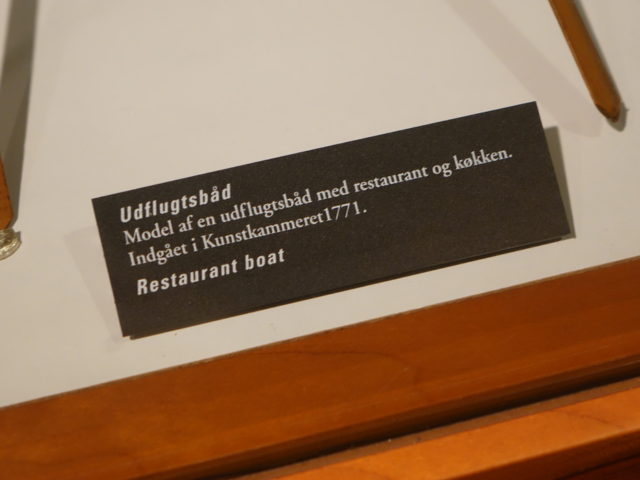 Udflugtsbåd
Model af en udflugtsbåd med restaurant og køkken.
Indgået i Kunstkammeret1771.
Restaurant boat